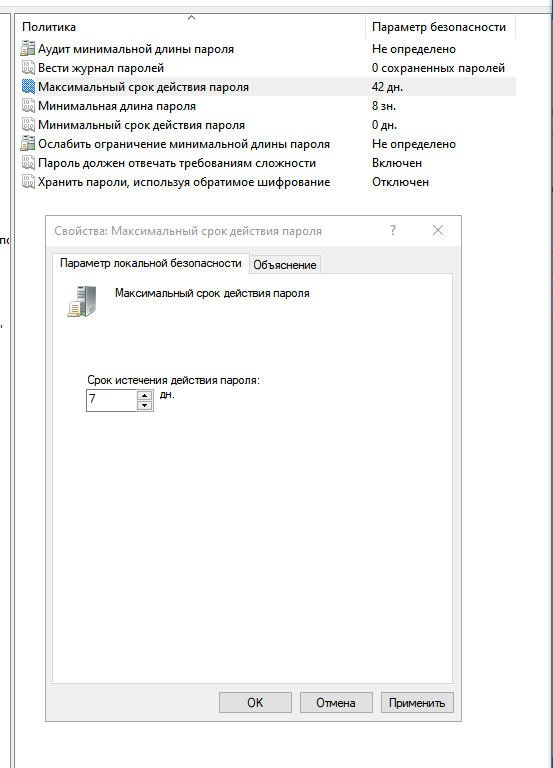 Политика Параметр безопасности
Аудит минимальной длины пароля Не определено
Вести журнал паролей 0 сохраненных паролей
Максимальный срок действия пароля 42 дн.
Минимальная длина пароля 8 зн.
Минимальный срок действия пароля 0 дн.
Ослабить ограничение минимальной длины пароля Не определено
Пароль должен отвечать требованиям сложности Включен
Хранить пароли, используя обратимое шифрование Отключен
Свойства: Максимальный срок действия пароля ?
Параметр локальной безопасности Объяснение
Максимальный срок действия пароля
Срок истечения действия пароля:
7 дн.
ОК Отмена Применить